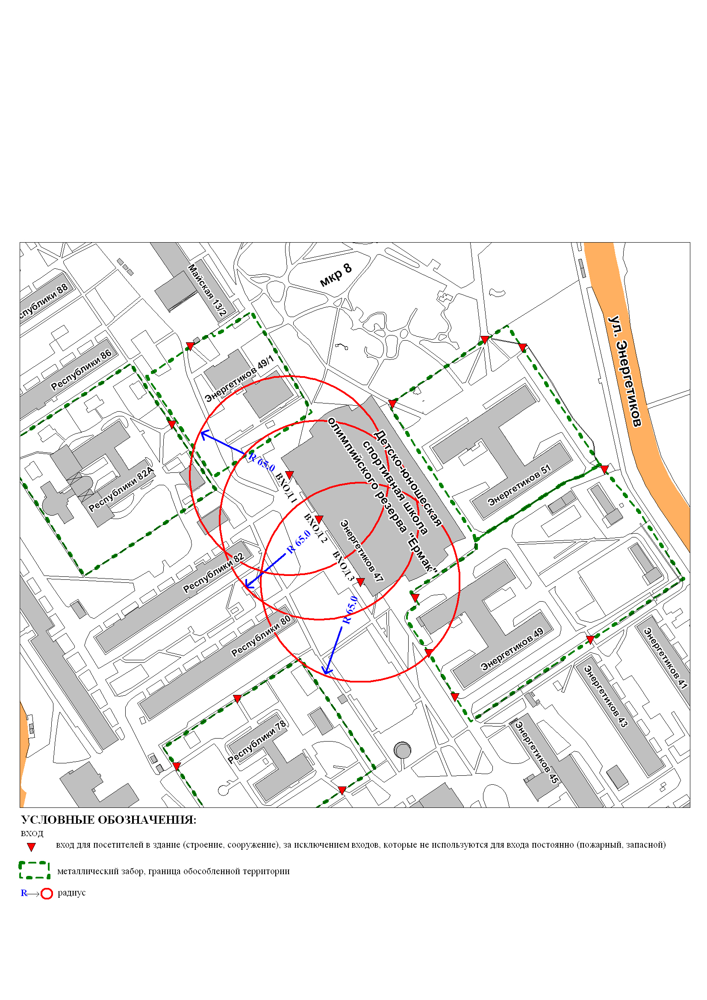 мкр 8
Майская 13/2
спублики 88
ул. Энергетиков
Республики 86
Энергетиков 49/1
Детско-юношеская
спортивная школа
олимпийского резерва "Ермак"
Энергетиков 47
R 65.0
ВХОД 1
Республики 82А
Энергетиков 51
ВХОД 2
R 65.0
ВХОД 3
Республики 82
R 65.0
Республики 80
Энергетиков 49
Энергетиков 41
Энергетиков 43
Республики 78
Энергетиков 45
УСЛОВНЫЕ ОБОЗНАЧЕНИЯ:
ВХОД
вход для посетителей в здание (строение, сооружение), за исключением входов, которые не используются для входа постоянно (пожарный, запасной)
металлический забор, граница обособленной территории
R
радиус